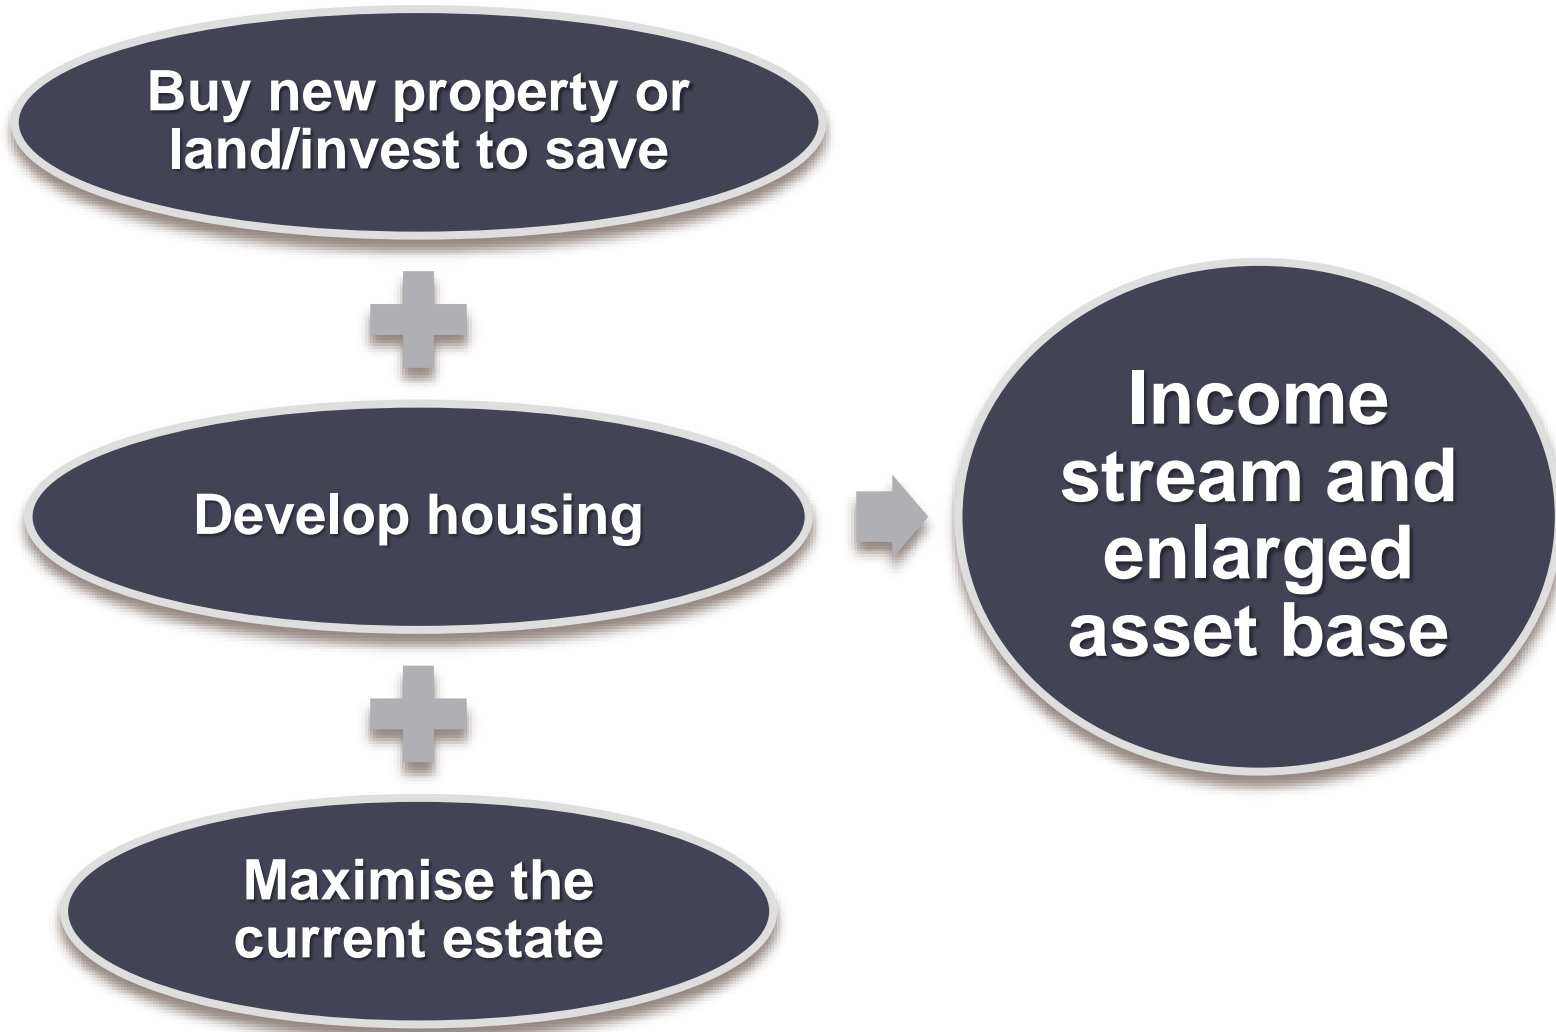 Buy new property or
land/invest to save
Develop housing
Maximise the
current estate
Income
stream and
enlarged
asset base